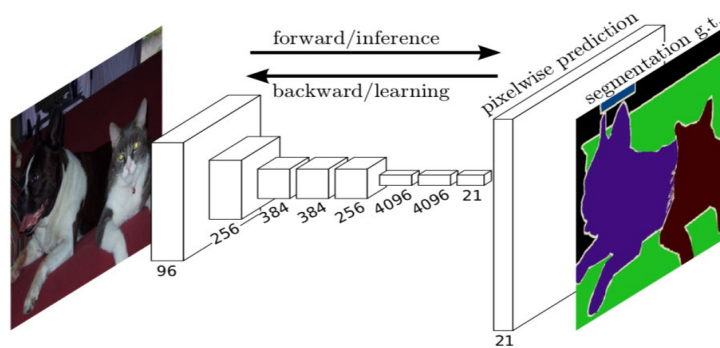 forward/inference
backward/learning
pixelwise prediction
segmentation g.t.
96
256
384
384
256
4096
4096
21
21